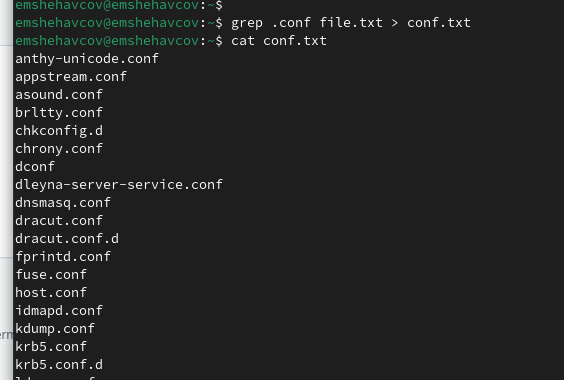 emshehavcov@emshehavcov:~$
emshehavcov@emshehavcov:~$ grep .conf file.txt > conf.txt
emshehavcov@emshehavcov:~$ cat conf.txt
anthy-unicode.conf
appstream.conf
asound.conf
brltty.conf
chkconfig.d
chrony.conf
dconf
dleyna-server-service.conf
dnsmasq.conf
dracut.conf
dracut.conf.d
fprintd.conf
fuse.conf
host.conf
idmapd.conf
kdump.conf
krb5.conf
krb5.conf.d